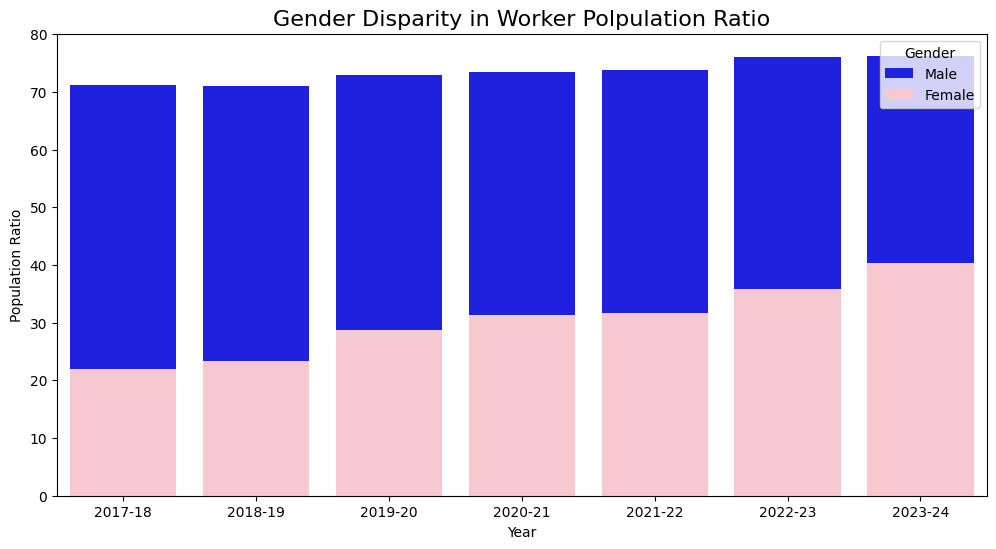 Gender Disparity in Worker Polpulation Ratio
Gender
Male
Female
Population Ratio
80
70
60
50
40
30
20
10
0
2017-18 2018-19 2019-20 2020-21 2021-22 2022-23 2023-24
Year